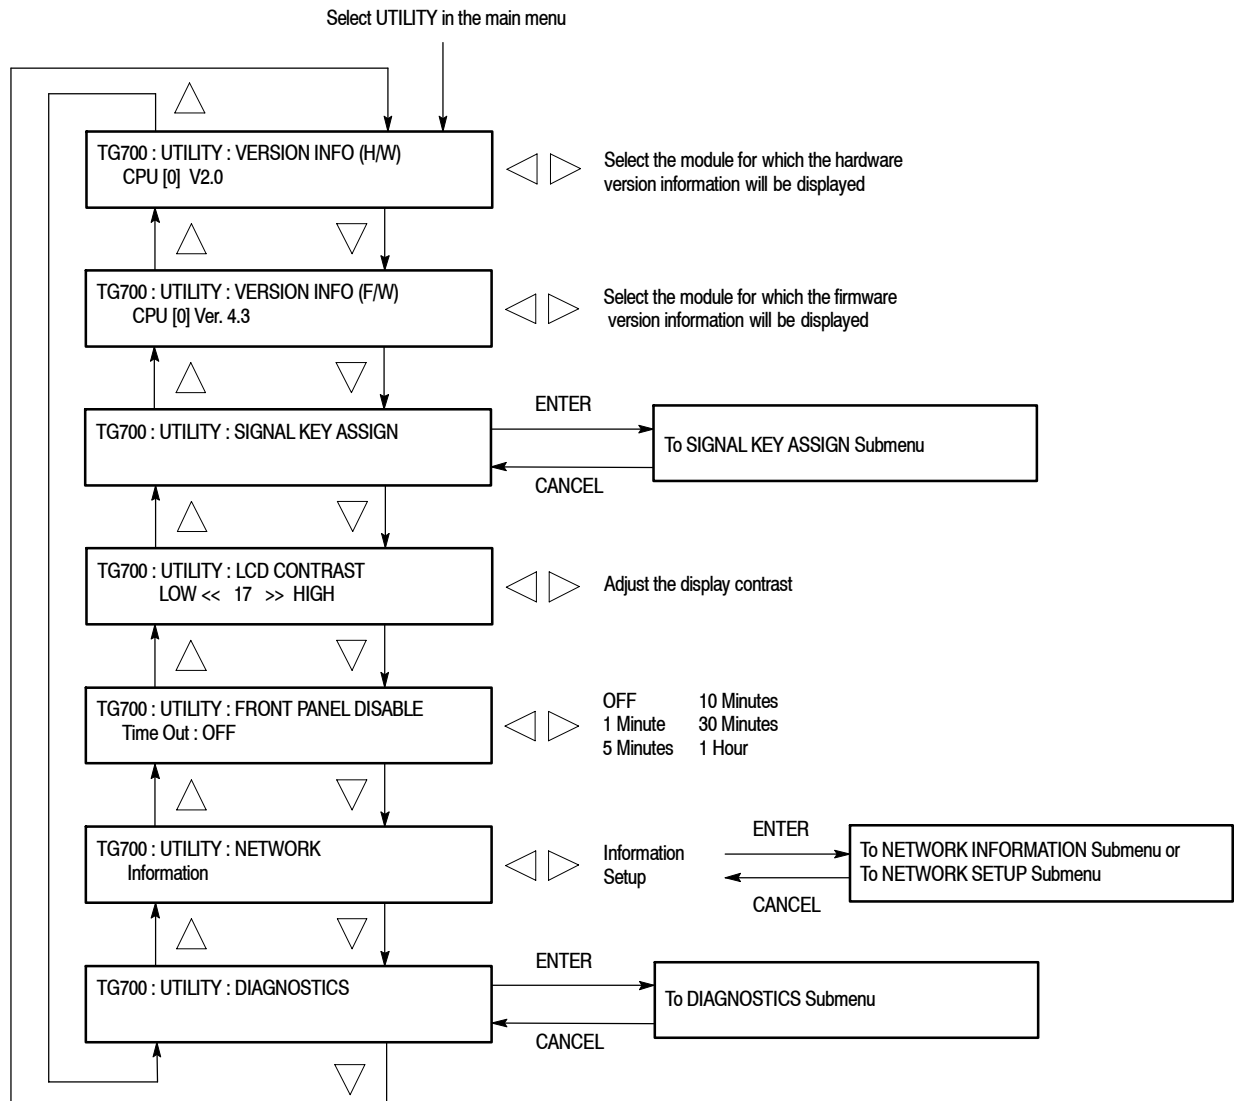 Select UTILITY in the main menu
TG700 : UTILITY : VERSION INFO (H/W)
CPU [0] V2.0
Select the module for which the hardware
version information will be displayed
TG700 : UTILITY : VERSION INFO (F/W)
CPU [0] Ver. 4.3
Select the module for which the firmware
version information will be displayed
TG700 : UTILITY : SIGNAL KEY ASSIGN
ENTER
CANCEL
To SIGNAL KEY ASSIGN Submenu
TG700 : UTILITY : LCD CONTRAST
LOW << 17 >> HIGH
Adjust the display contrast
TG700 : UTILITY : FRONT PANEL DISABLE
Time Out : OFF
OFF 10 Minutes
1 Minute 30 Minutes
5 Minutes 1 Hour
TG700 : UTILITY : NETWORK
Information
Information
Setup
ENTER
CANCEL
To NETWORK INFORMATION Submenu or
To NETWORK SETUP Submenu
TG700 : UTILITY : DIAGNOSTICS
ENTER
CANCEL
To DIAGNOSTICS Submenu